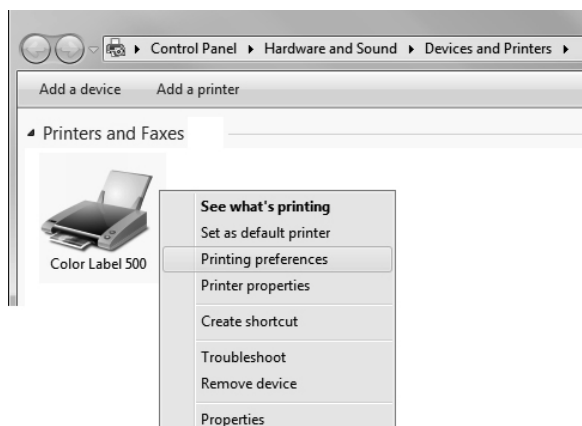 Control Panel ▸ Hardware and Sound ▸ Devices and Printers ▸
Add a device Add a printer
Printers and Faxes
Color Label 500
See what's printing
Set as default printer
Printing preferences
Printer properties
Create shortcut
Troubleshoot
Remove device
Properties